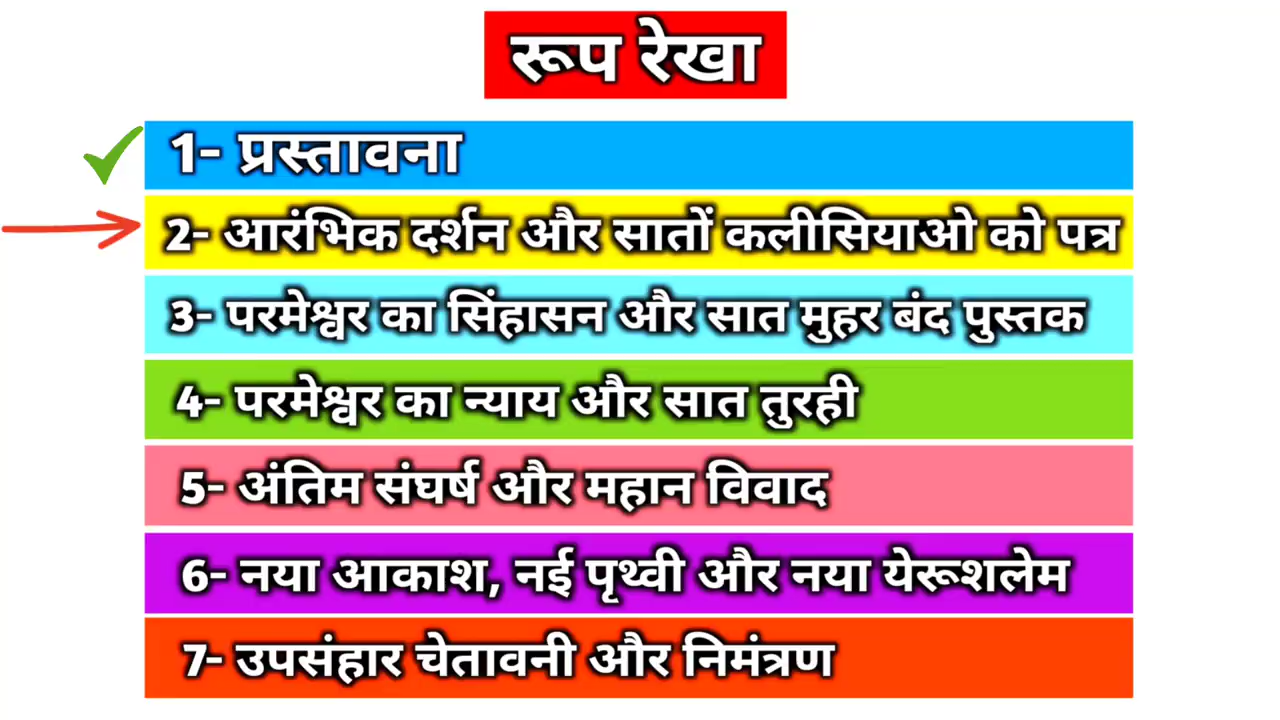 रूप रेखा
1- प्रस्तावना
2- आरंभिक दर्शन और सातों कलीसियाओ को पत्र
3- परमेश्वर का सिंहासन और सात मुहर बंद पुस्तक
4- परमेश्वर का न्याय और सात तुरही
5- अंतिम संघर्ष और महान विवाद
6- नया आकाश, नई पृथ्वी और नया येरूशलेम
7- उपसंहार चेतावनी और निमंत्रण